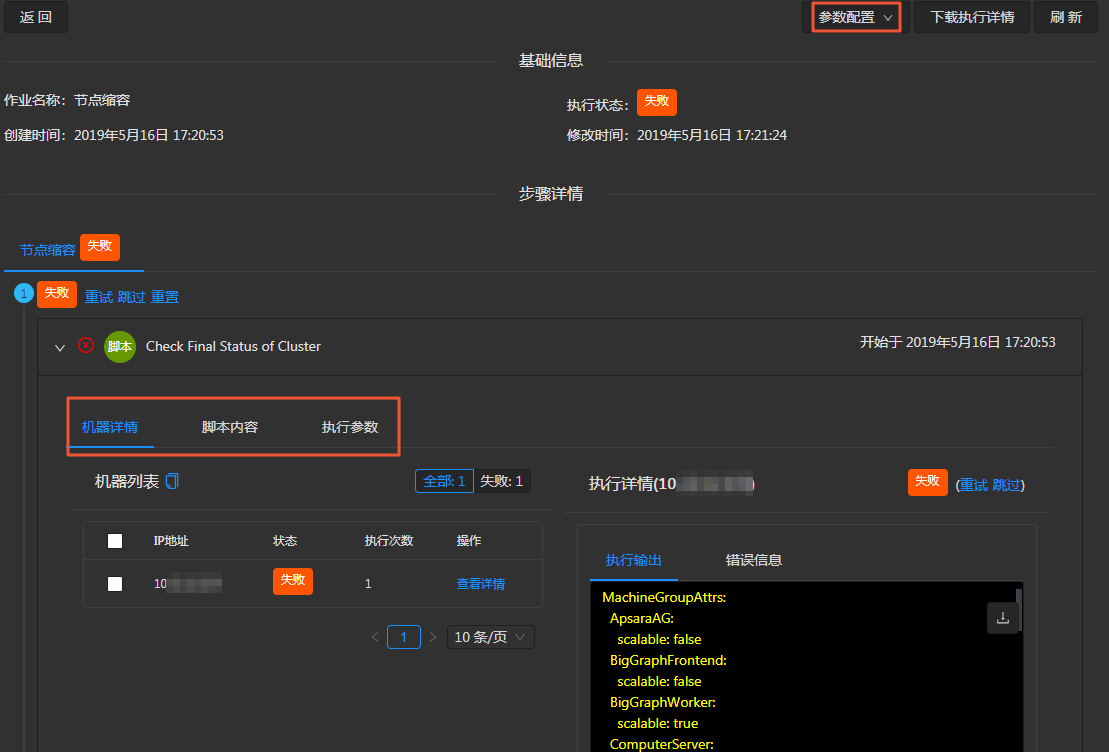 返 回 参数配置 下载执行详情 刷 新
基础信息
作业名称： 节点缩容 执行状态： 失败
创建时间： 2019年5月16日 17:20:53 修改时间： 2019年5月16日 17:21:24
步骤详情
节点缩容 失败
1 失败 重试 跳过 重置
脚本 Check Final Status of Cluster 开始于 2019年5月16日 17:20:53
机器详情 脚本内容 执行参数
机器列表 全部: 1 失败: 1 执行详情(10 ) 失败 (重试 跳过)
IP地址 状态 执行次数 操作
10 失败 1 查看详情
1 10 条/页
执行输出 错误信息
MachineGroupAttrs:
ApsaraAG:
scalable: false
BigGraphFrontend:
scalable: false
BigGraphWorker:
scalable: true
ComputerServer: